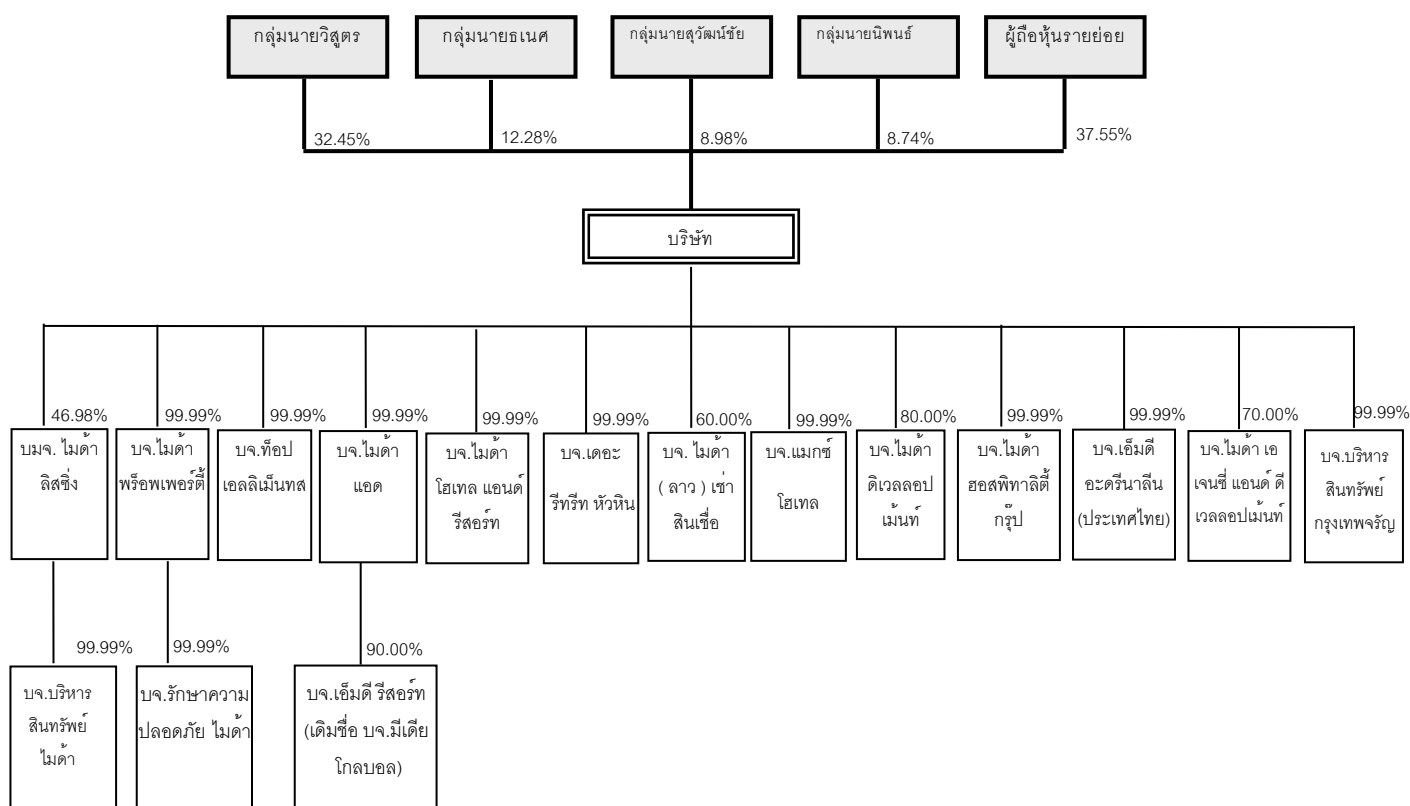 กลุ่มนายวิสูตร
กลุ่มนายธเนศ
กลุ่มนายสุวัฒน์ชัย
กลุ่มนายนิพนธ์
ผู้ถือหุ้นรายย่อย
32.45%
12.28%
8.98%
8.74%
37.55%
บริษัท
46.98%
99.99%
99.99%
99.99%
99.99%
99.99%
60.00%
99.99%
80.00%
99.99%
99.99%
70.00%
99.99%
บมจ. ไมด้า
ลิสซิ่ง
บจ.ไมด้า
พร็อพเพอร์ตี้
บจ.ท็อป
เอลลิเม็นทส
บจ.ไมด้า
แอด
บจ.ไมด้า
โฮเทล แอนด์
รีสอร์ท
บจ.เดอะ
รีทรีท หัวหิน
บจ. ไมด้า
( ลาว ) เช่า
สินเชื่อ
บจ.แมกซ์
โฮเทล
บจ.ไมด้า
ดิเวลลอป
เม้นท์
บจ.ไมด้า
ฮอสพิทาลิตี้
กรุ๊ป
บจ.เอ็มดี
อะดรีนาลีน
(ประเทศไทย)
บจ.ไมด้า เอ
เจนซี่ แอนด์ ดี
เวลลอปเม้นท์
บจ.บริหาร
สินทรัพย์
กรุงเทพจรัญ
99.99%
99.99%
90.00%
บจ.บริหาร
สินทรัพย์
ไมด้า
บจ.รักษาความ
ปลอดภัย ไมด้า
บจ.เอ็มดี รีสอร์ท
(เดิมชื่อ บจ.มีเดีย
โกลบอล)